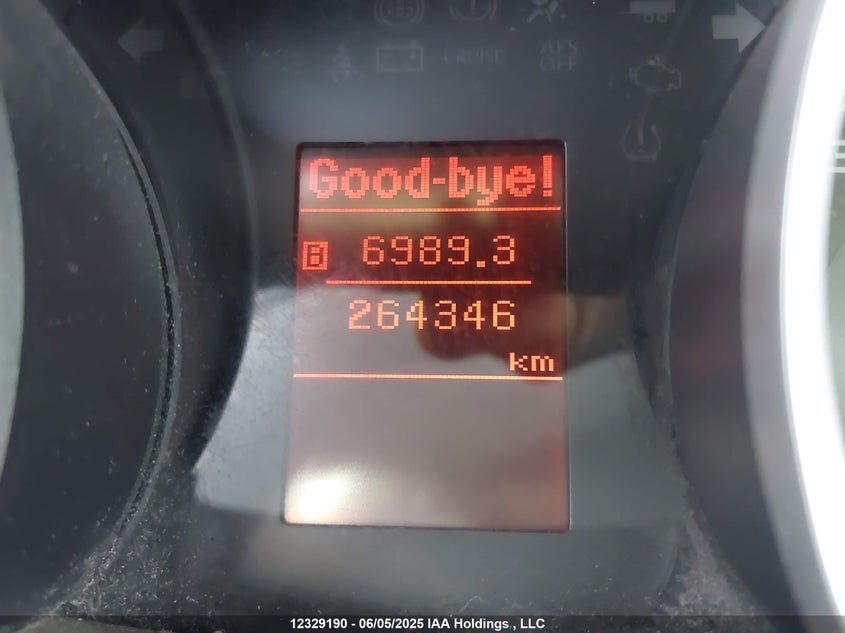 CRUISE
AFS
OFF
Good-bye!
6989.3
264346
km
12329190 - 06/05/2025 IAA Holdings , LLC